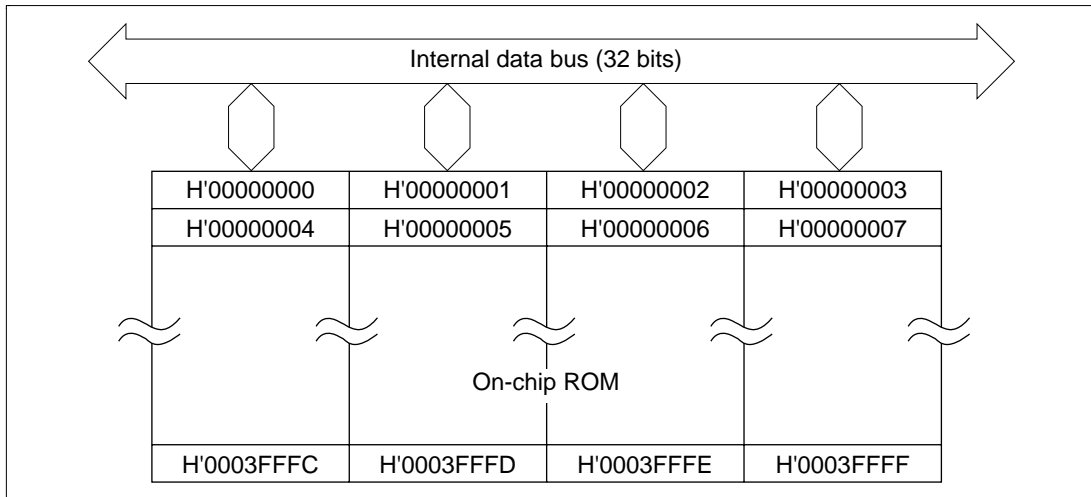 Internal data bus (32 bits)
H'00000000 H'00000001 H'00000002 H'00000003
H'00000004 H'00000005 H'00000006 H'00000007
On-chip ROM
H'0003FFFC H'0003FFFD H'0003FFFE H'0003FFFF